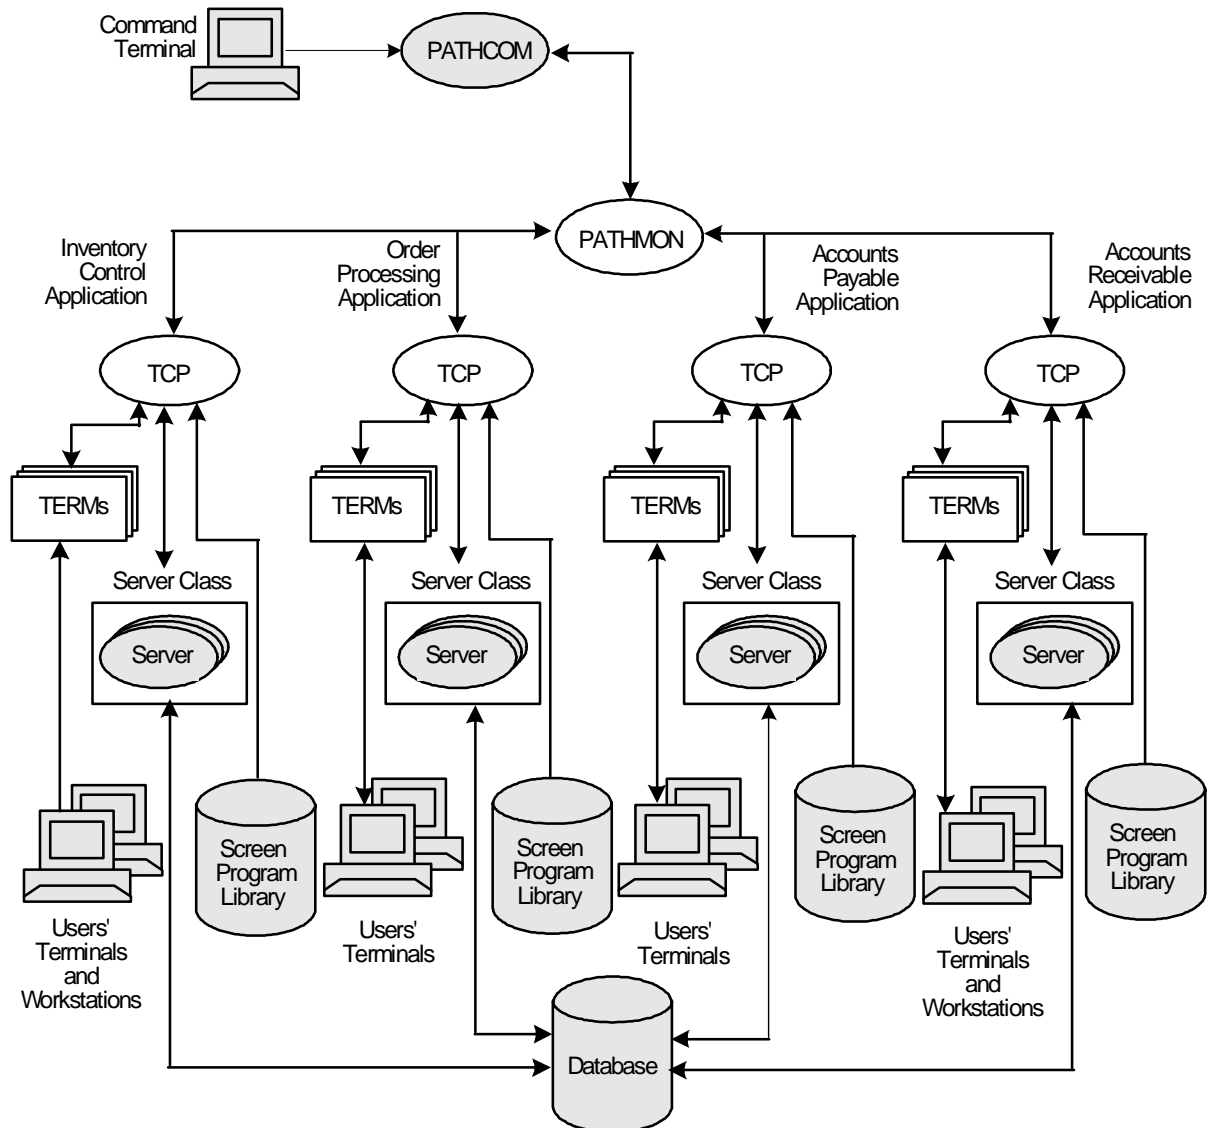 Command
Terminal
PATHCOM
PATHMON
Inventory
Control
Application
Order
Processing
Application
Accounts
Payable
Application
Accounts
Receivable
Application
TCP
TCP
TCP
TCP
TERMs
TERMs
TERMs
TERMs
Server Class
Server Class
Server Class
Server Class
Server
Server
Server
Server
Screen
Program
Library
Screen
Program
Library
Screen
Program
Library
Screen
Program
Library
Users'
Terminals
and
Workstations
Users'
Terminals
Users'
Terminals
Users'
Terminals
and
Workstations
Database